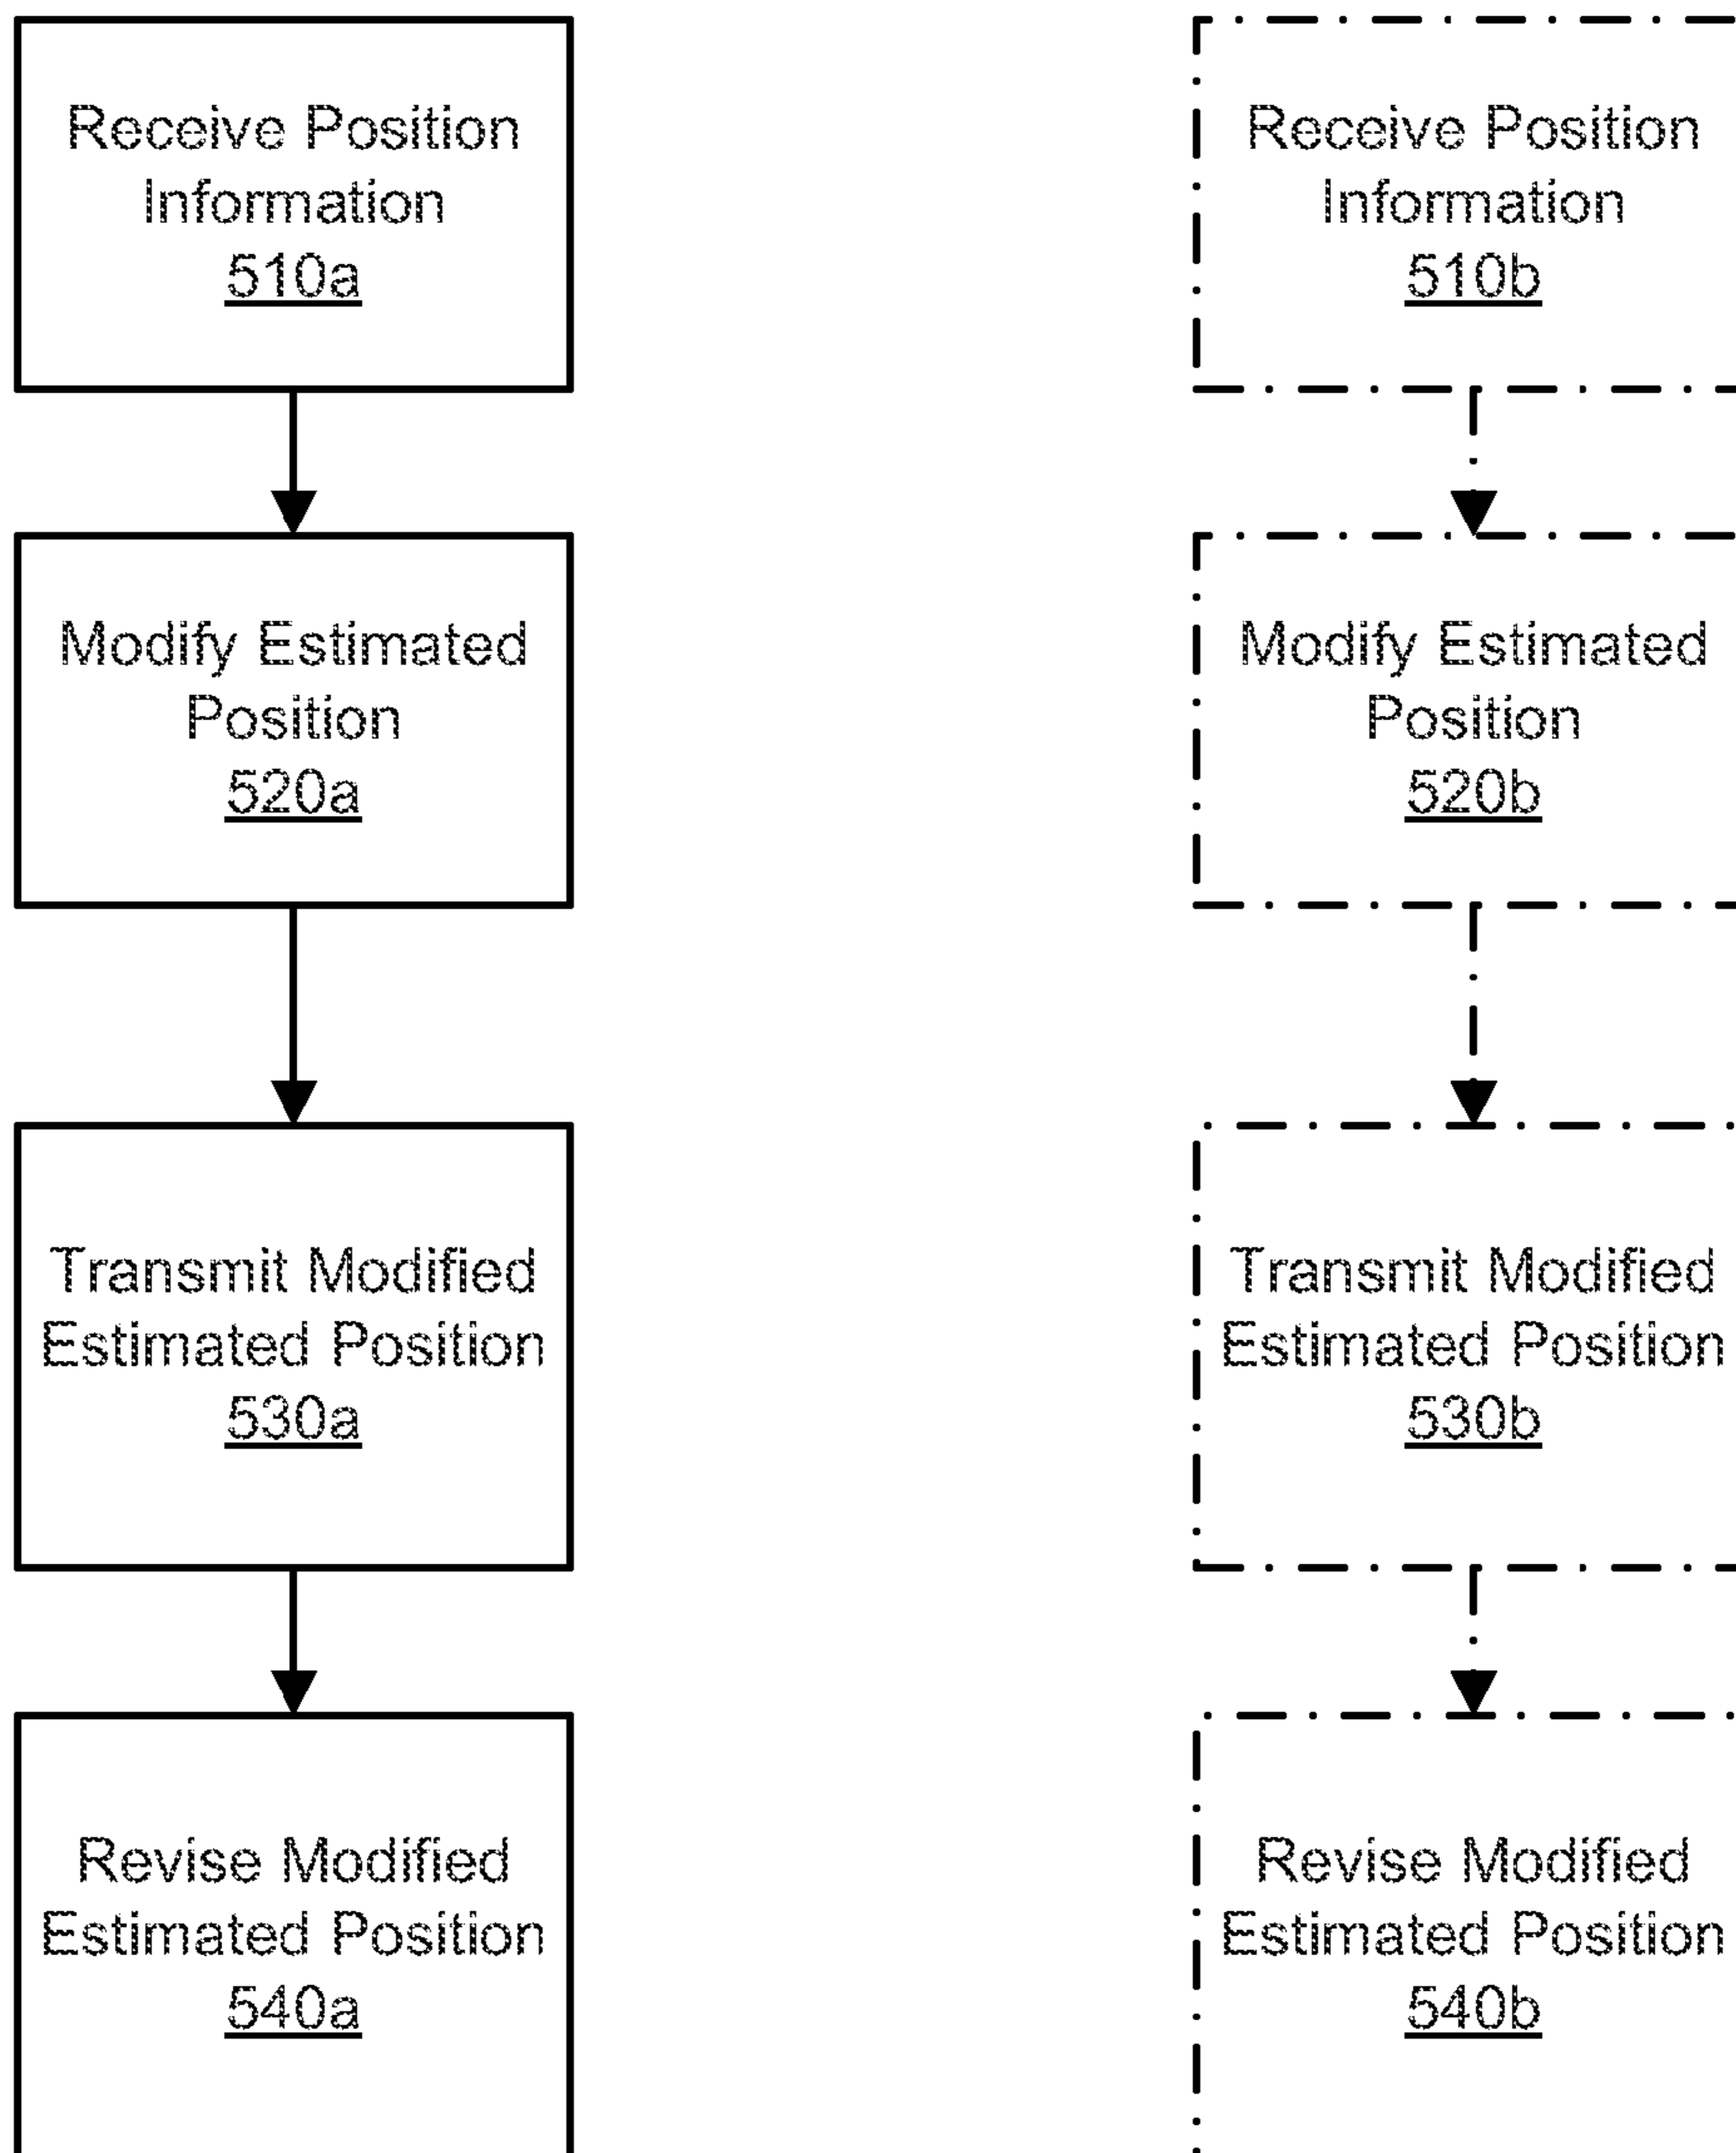 Receive Position
Information
510a
Modify Estimated
Position
520a
Transmit Modified
Estimated Position
530a
Revise Modified
Estimated Position
540a
Receive Position
Information
510b
Modify Estimated
Position
520b
Transmit Modified
Estimated Position
530b
Revise Modified
Estimated Position
540b